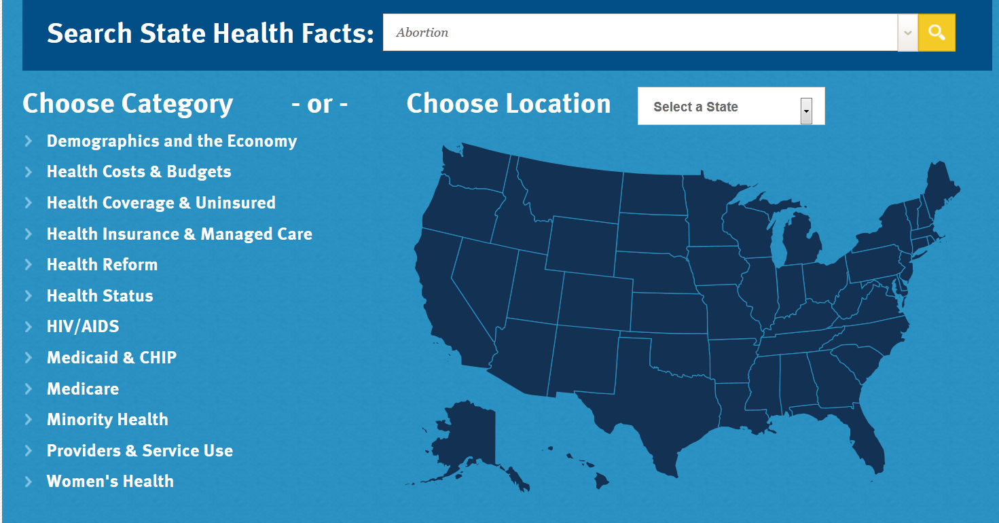 Search State Health Facts: Abortion
Choose Category - or - Choose Location Select a State
Demographics and the Economy
Health Costs & Budgets
Health Coverage & Uninsured
Health Insurance & Managed Care
Health Reform
Health Status
HIV/AIDS
Medicaid & CHIP
Medicare
Minority Health
Providers & Service Use
Women's Health